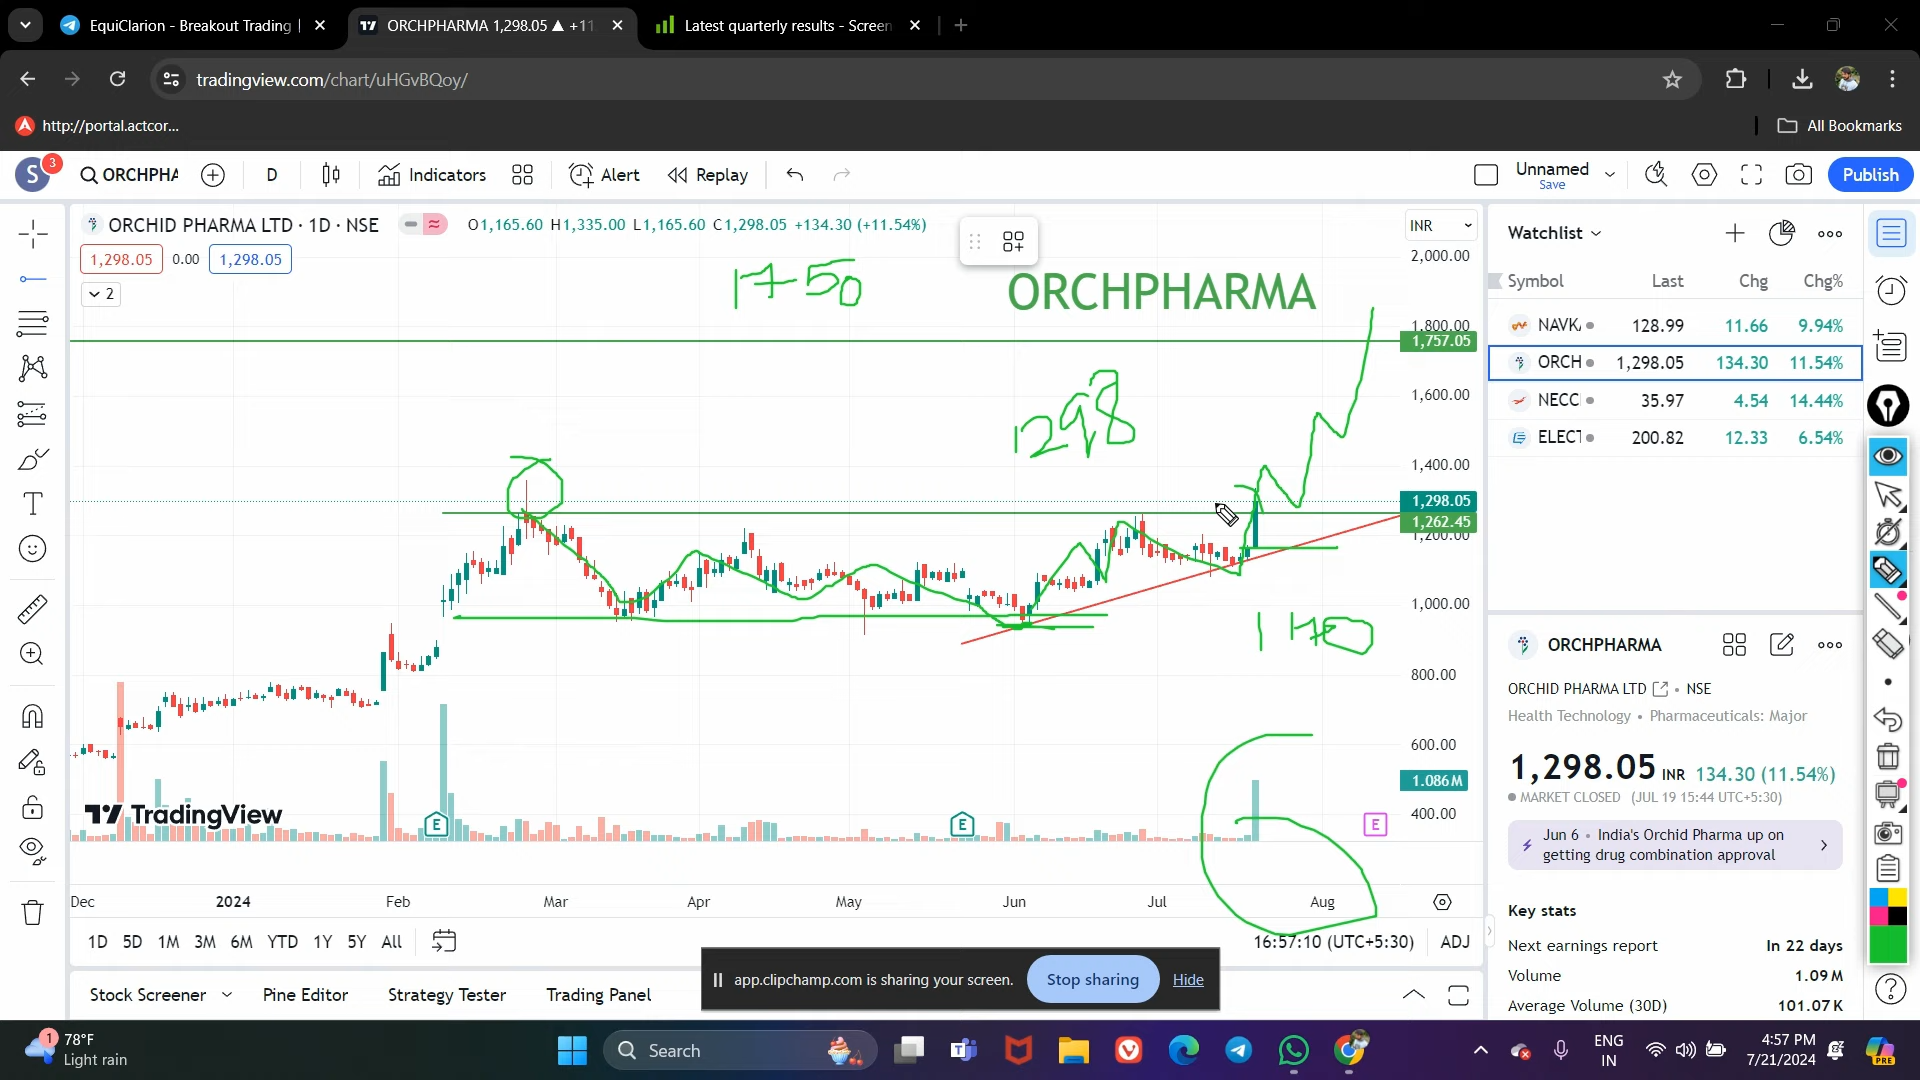 EquiClarion - Breakout Trading |
ORCHPHARMA 1,298.05 ▲ +11
Latest quarterly results - Screen
tradingview.com/chart/uHGvBQoy/
http://portal.actcor...
All Bookmarks
S 3
ORCHPHA
D
Indicators
Alert
Replay
Unnamed
Save
Publish
ORCHID PHARMA LTD · 1D · NSE
O1,165.60 H1,335.00 L1,165.60 C1,298.05 +134.30 (+11.54%)
INR
1,298.05 0.00 1,298.05
2
1750
ORCHPHARMA
1298
2,000.00
1,800.00
1,757.05
1,600.00
1,400.00
1,298.05
1,262.45
1,200.00
1,000.00
800.00
600.00
1.086M
400.00
TradingView
E
E
E
Dec 2024 Feb Mar Apr May Jun Jul Aug
1D 5D 1M 3M 6M YTD 1Y 5Y All
16:57:10 (UTC+5:30) ADJ
Stock Screener Pine Editor Strategy Tester Trading Panel
app.clipchamp.com is sharing your screen. Stop sharing Hide
Watchlist
Symbol Last Chg Chg%
NAVK 128.99 11.66 9.94%
ORCH 1,298.05 134.30 11.54%
NECC 35.97 4.54 14.44%
ELECT 200.82 12.33 6.54%
ORCHPHARMA
ORCHID PHARMA LTD • NSE
Health Technology • Pharmaceuticals: Major
1,298.05 INR 134.30 (11.54%)
MARKET CLOSED (JUL 19 15:44 UTC+5:30)
Jun 6 • India's Orchid Pharma up on
getting drug combination approval
Key stats
Next earnings report In 22 days
Volume 1.09M
Average Volume (30D) 101.07K
1
78°F
Light rain
Search
ENG
IN
4:57 PM
7/21/2024
PRE